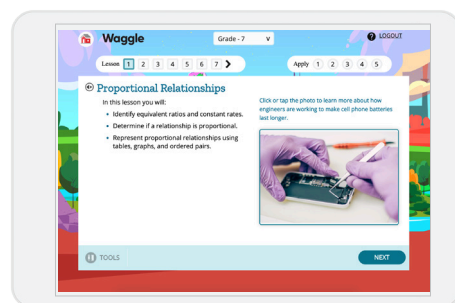 Waggle
Grade - 7 v
? LOGOUT
Lesson 1 2 3 4 5 6 7 >
Apply 1 2 3 4 5
Proportional Relationships
In this lesson you will:
• Identify equivalent ratios and constant rates.
• Determine if a relationship is proportional.
• Represent proportional relationships using
tables, graphs, and ordered pairs.
Click or tap the photo to learn more about how
engineers are working to make cell phone batteries
last longer.
TOOLS
NEXT